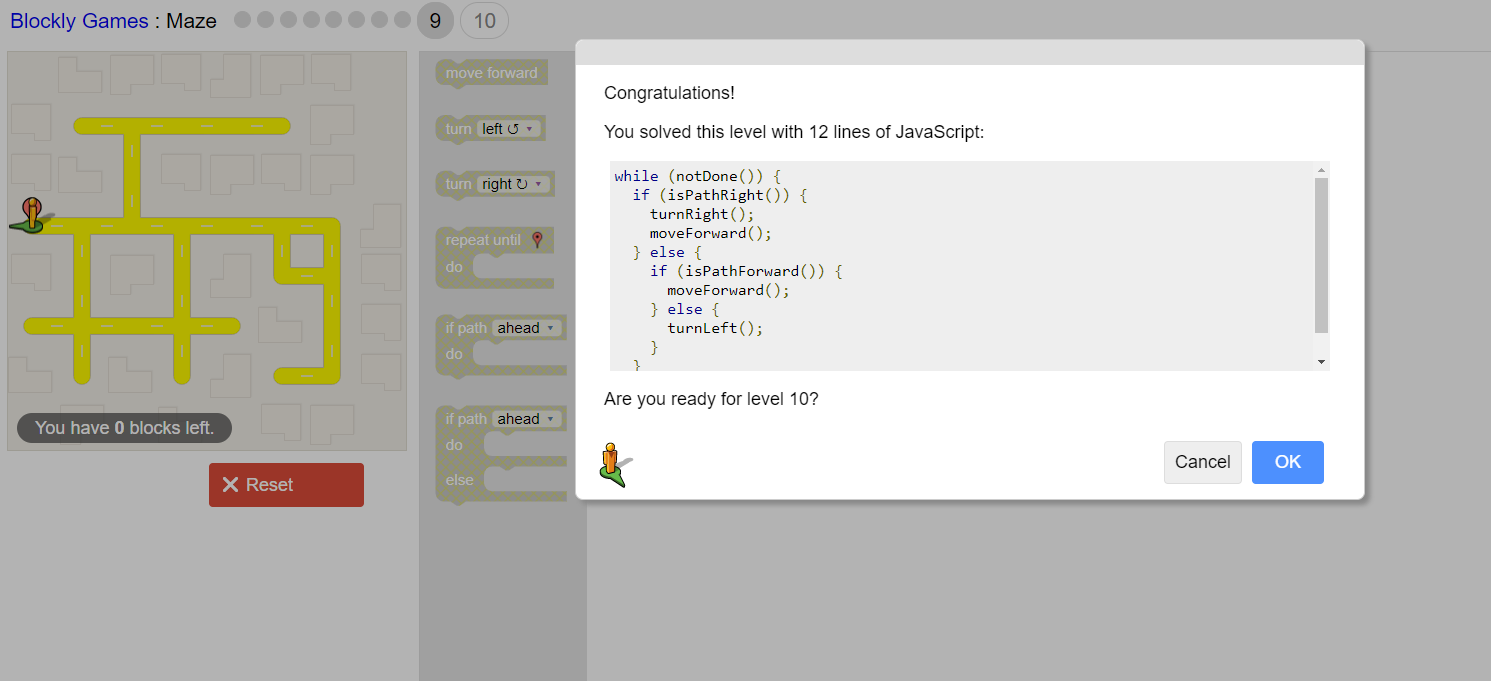 Blockly Games : Maze 9 10
move forward
turn left ↺ ▾
turn right ↻ ▾
repeat until
do
if path ahead ▾
do
if path ahead ▾
do
else
You have 0 blocks left.
Reset
Congratulations!
You solved this level with 12 lines of JavaScript:
while (notDone()) {
  if (isPathRight()) {
    turnRight();
    moveForward();
  } else {
    if (isPathForward()) {
      moveForward();
    } else {
      turnLeft();
    }
  }
Are you ready for level 10?
Cancel OK